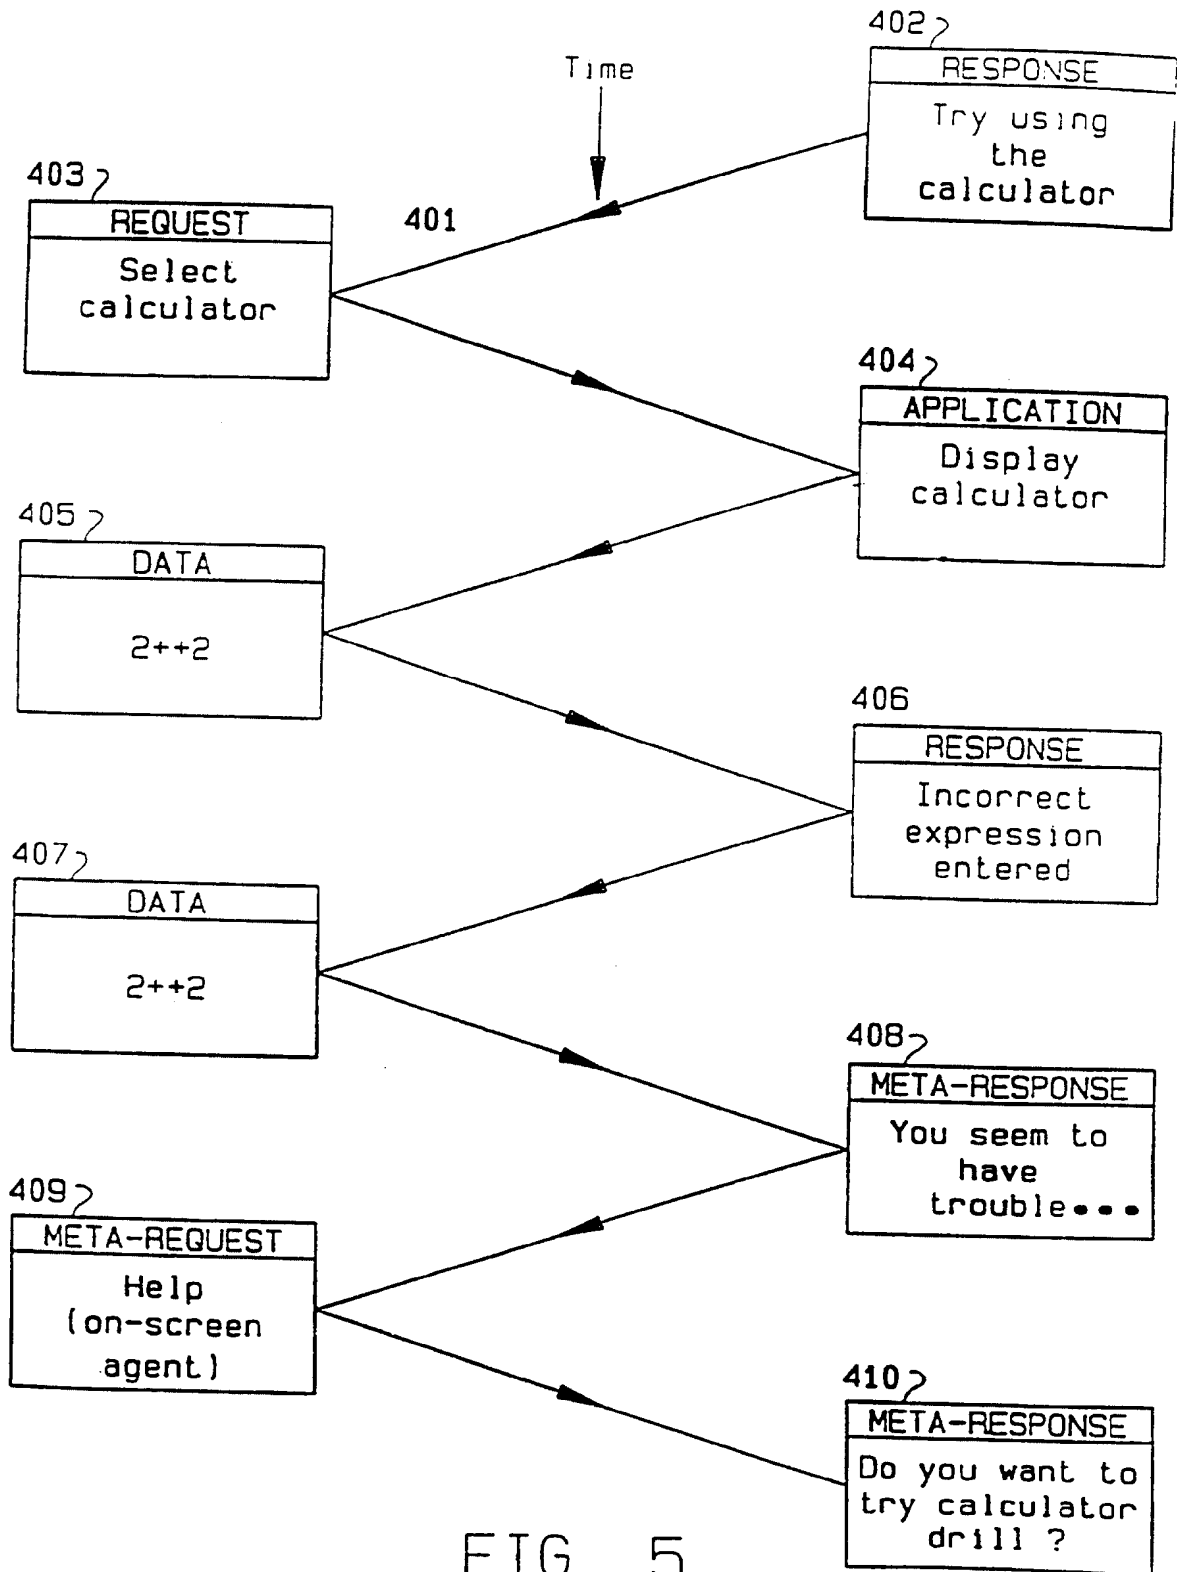 402
RESPONSE
Try using
the
calculator
Time
403
REQUEST
Select
calculator
401
404
APPLICATION
Display
calculator
405
DATA
2++2
406
RESPONSE
Incorrect
expression
entered
407
DATA
2++2
408
META-RESPONSE
You seem to
have
trouble•••
409
META-REQUEST
Help
(on-screen
agent)
410
META-RESPONSE
Do you want to
try calculator
drill ?
FIG 5